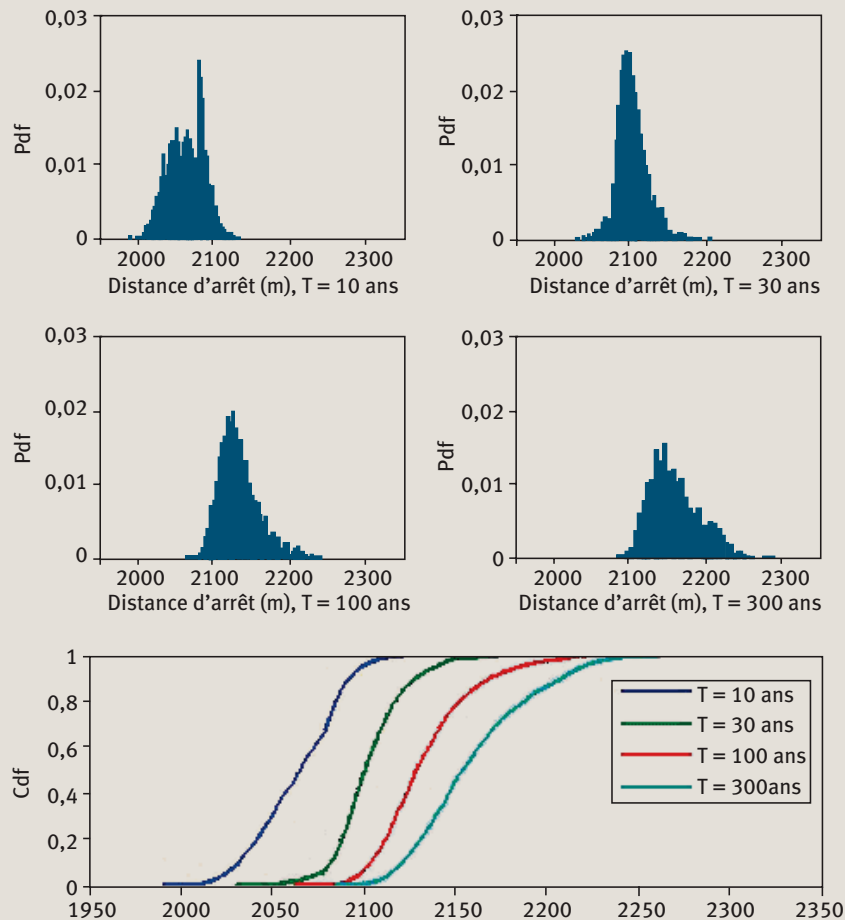 0,03
0,02
0,01
0
Pdf
2000 2100 2200 2300
Distance d'arrêt (m), T = 10 ans
0,03
0,02
0,01
0
Pdf
2000 2100 2200 2300
Distance d'arrêt (m), T = 30 ans
0,03
0,02
0,01
0
Pdf
2000 2100 2200 2300
Distance d'arrêt (m), T = 100 ans
0,03
0,02
0,01
0
Pdf
2000 2100 2200 2300
Distance d'arrêt (m), T = 300 ans
1
0,8
0,6
0,4
0,2
0
Cdf
1950 2000 2050 2100 2150 2200 2250 2300 2350
T = 10 ans
T = 30 ans
T = 100 ans
T = 300ans